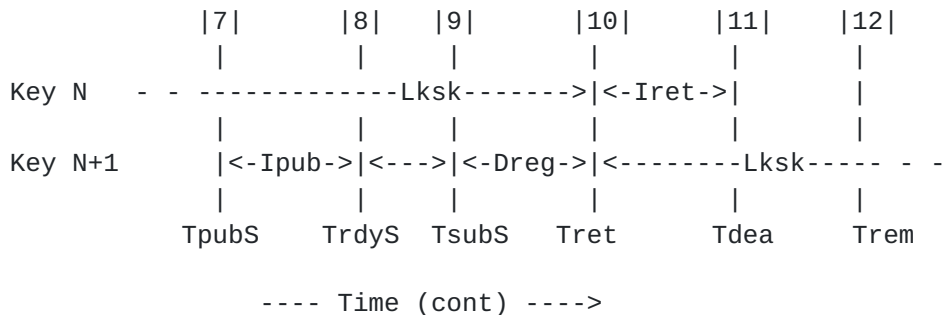 |7| |8| |9| |10| |11| |12|
| | | | | |
Key N - - -------------Lksk------->|<-Iret->| |
| | | | | |
Key N+1 |<-Ipub->|<--->|<-Dreg->|<--------Lksk----- - -
| | | | | |
TpubS TrdyS TsubS Tret Tdea Trem
---- Time (cont) ---->